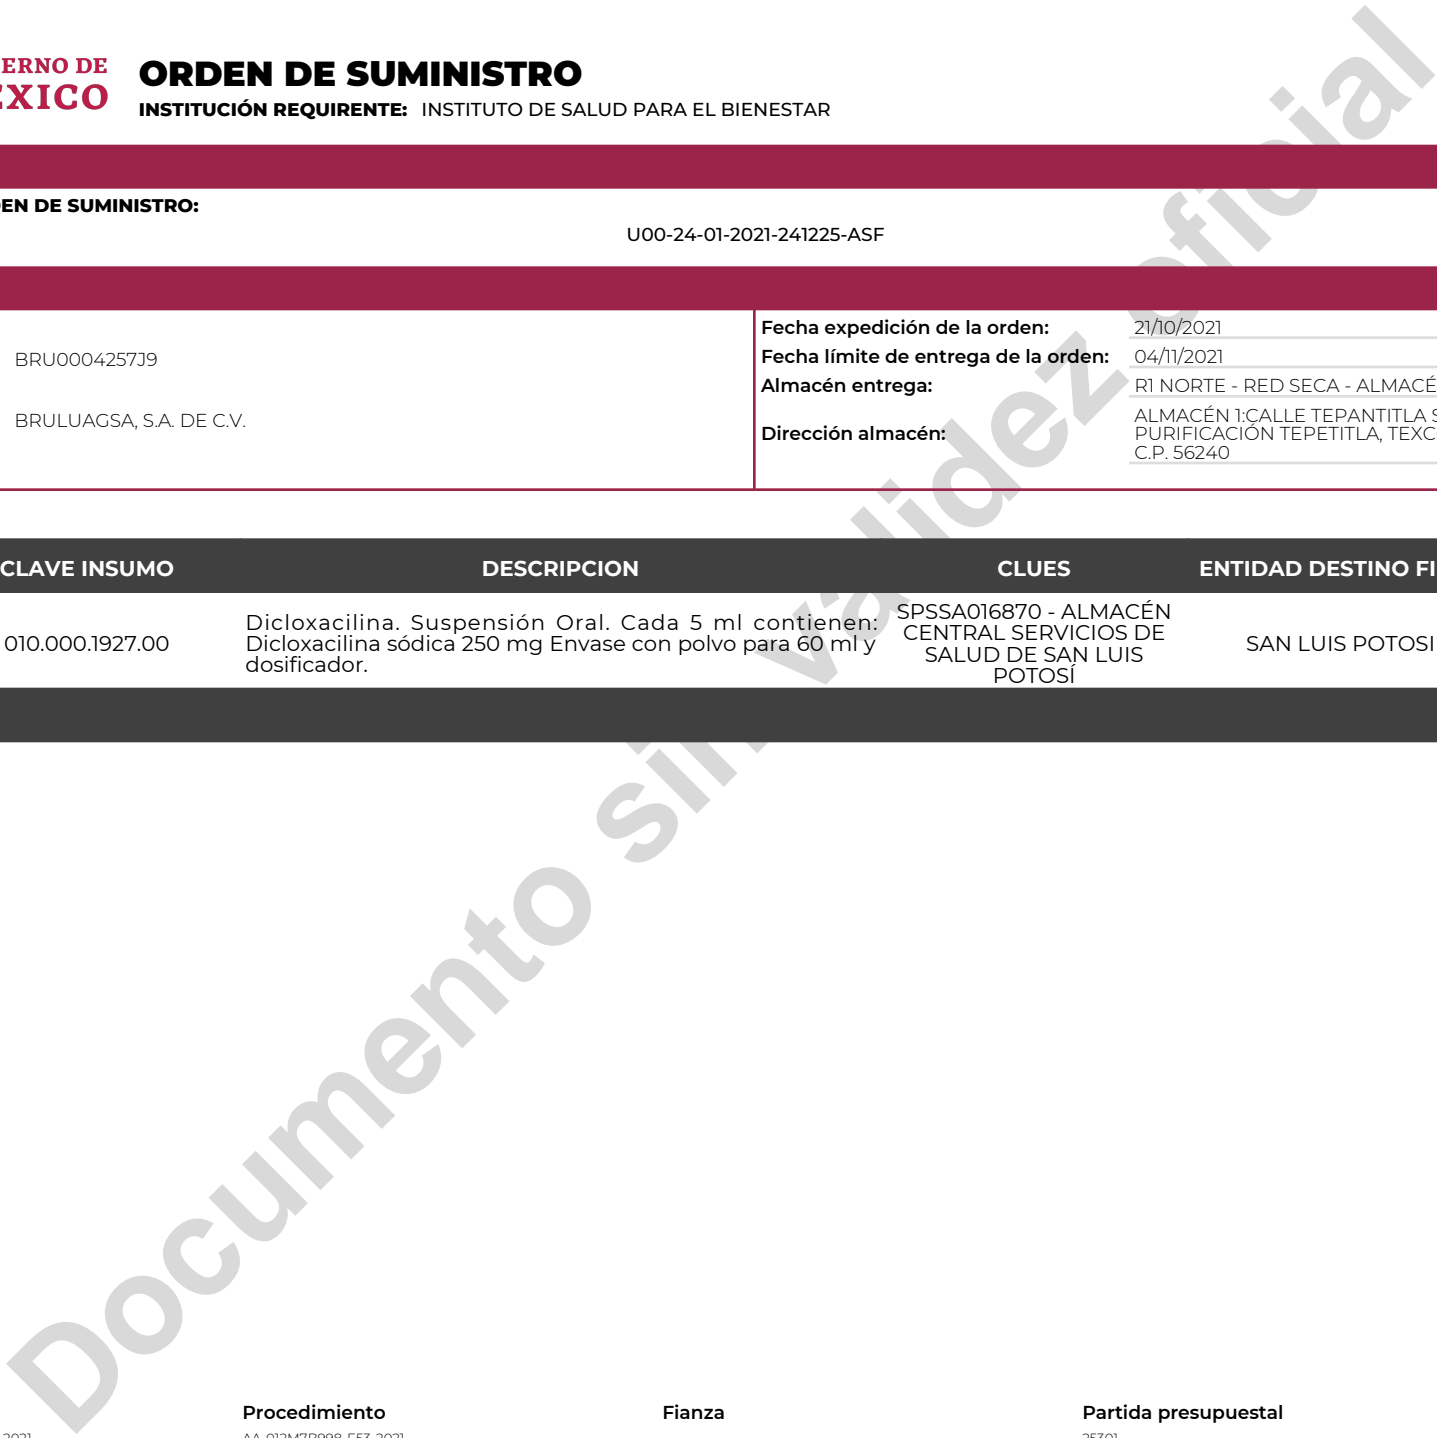 ERNO DE
ÉXICO
ORDEN DE SUMINISTRO
INSTITUCIÓN REQUIRENTE: INSTITUTO DE SALUD PARA EL BIENESTAR
EN DE SUMINISTRO:
U00-24-01-2021-241225-ASF
BRU0004257J9
BRULUAGSA, S.A. DE C.V.
Fecha expedición de la orden: 21/10/2021
Fecha límite de entrega de la orden: 04/11/2021
Almacén entrega: R1 NORTE - RED SECA - ALMACÉ
Dirección almacén:
ALMACÉN 1:CALLE TEPANTITLA S
PURIFICACIÓN TEPETITLA, TEXC
C.P. 56240
CLAVE INSUMO DESCRIPCION CLUES ENTIDAD DESTINO FI
010.000.1927.00
Dicloxacilina. Suspensión Oral. Cada 5 ml contienen:
Dicloxacilina sódica 250 mg Envase con polvo para 60 ml y
dosificador.
SPSSA016870 - ALMACÉN
CENTRAL SERVICIOS DE
SALUD DE SAN LUIS
POTOSÍ
SAN LUIS POTOSI
Documento sin validez oficial
Procedimiento Fianza Partida presupuestal